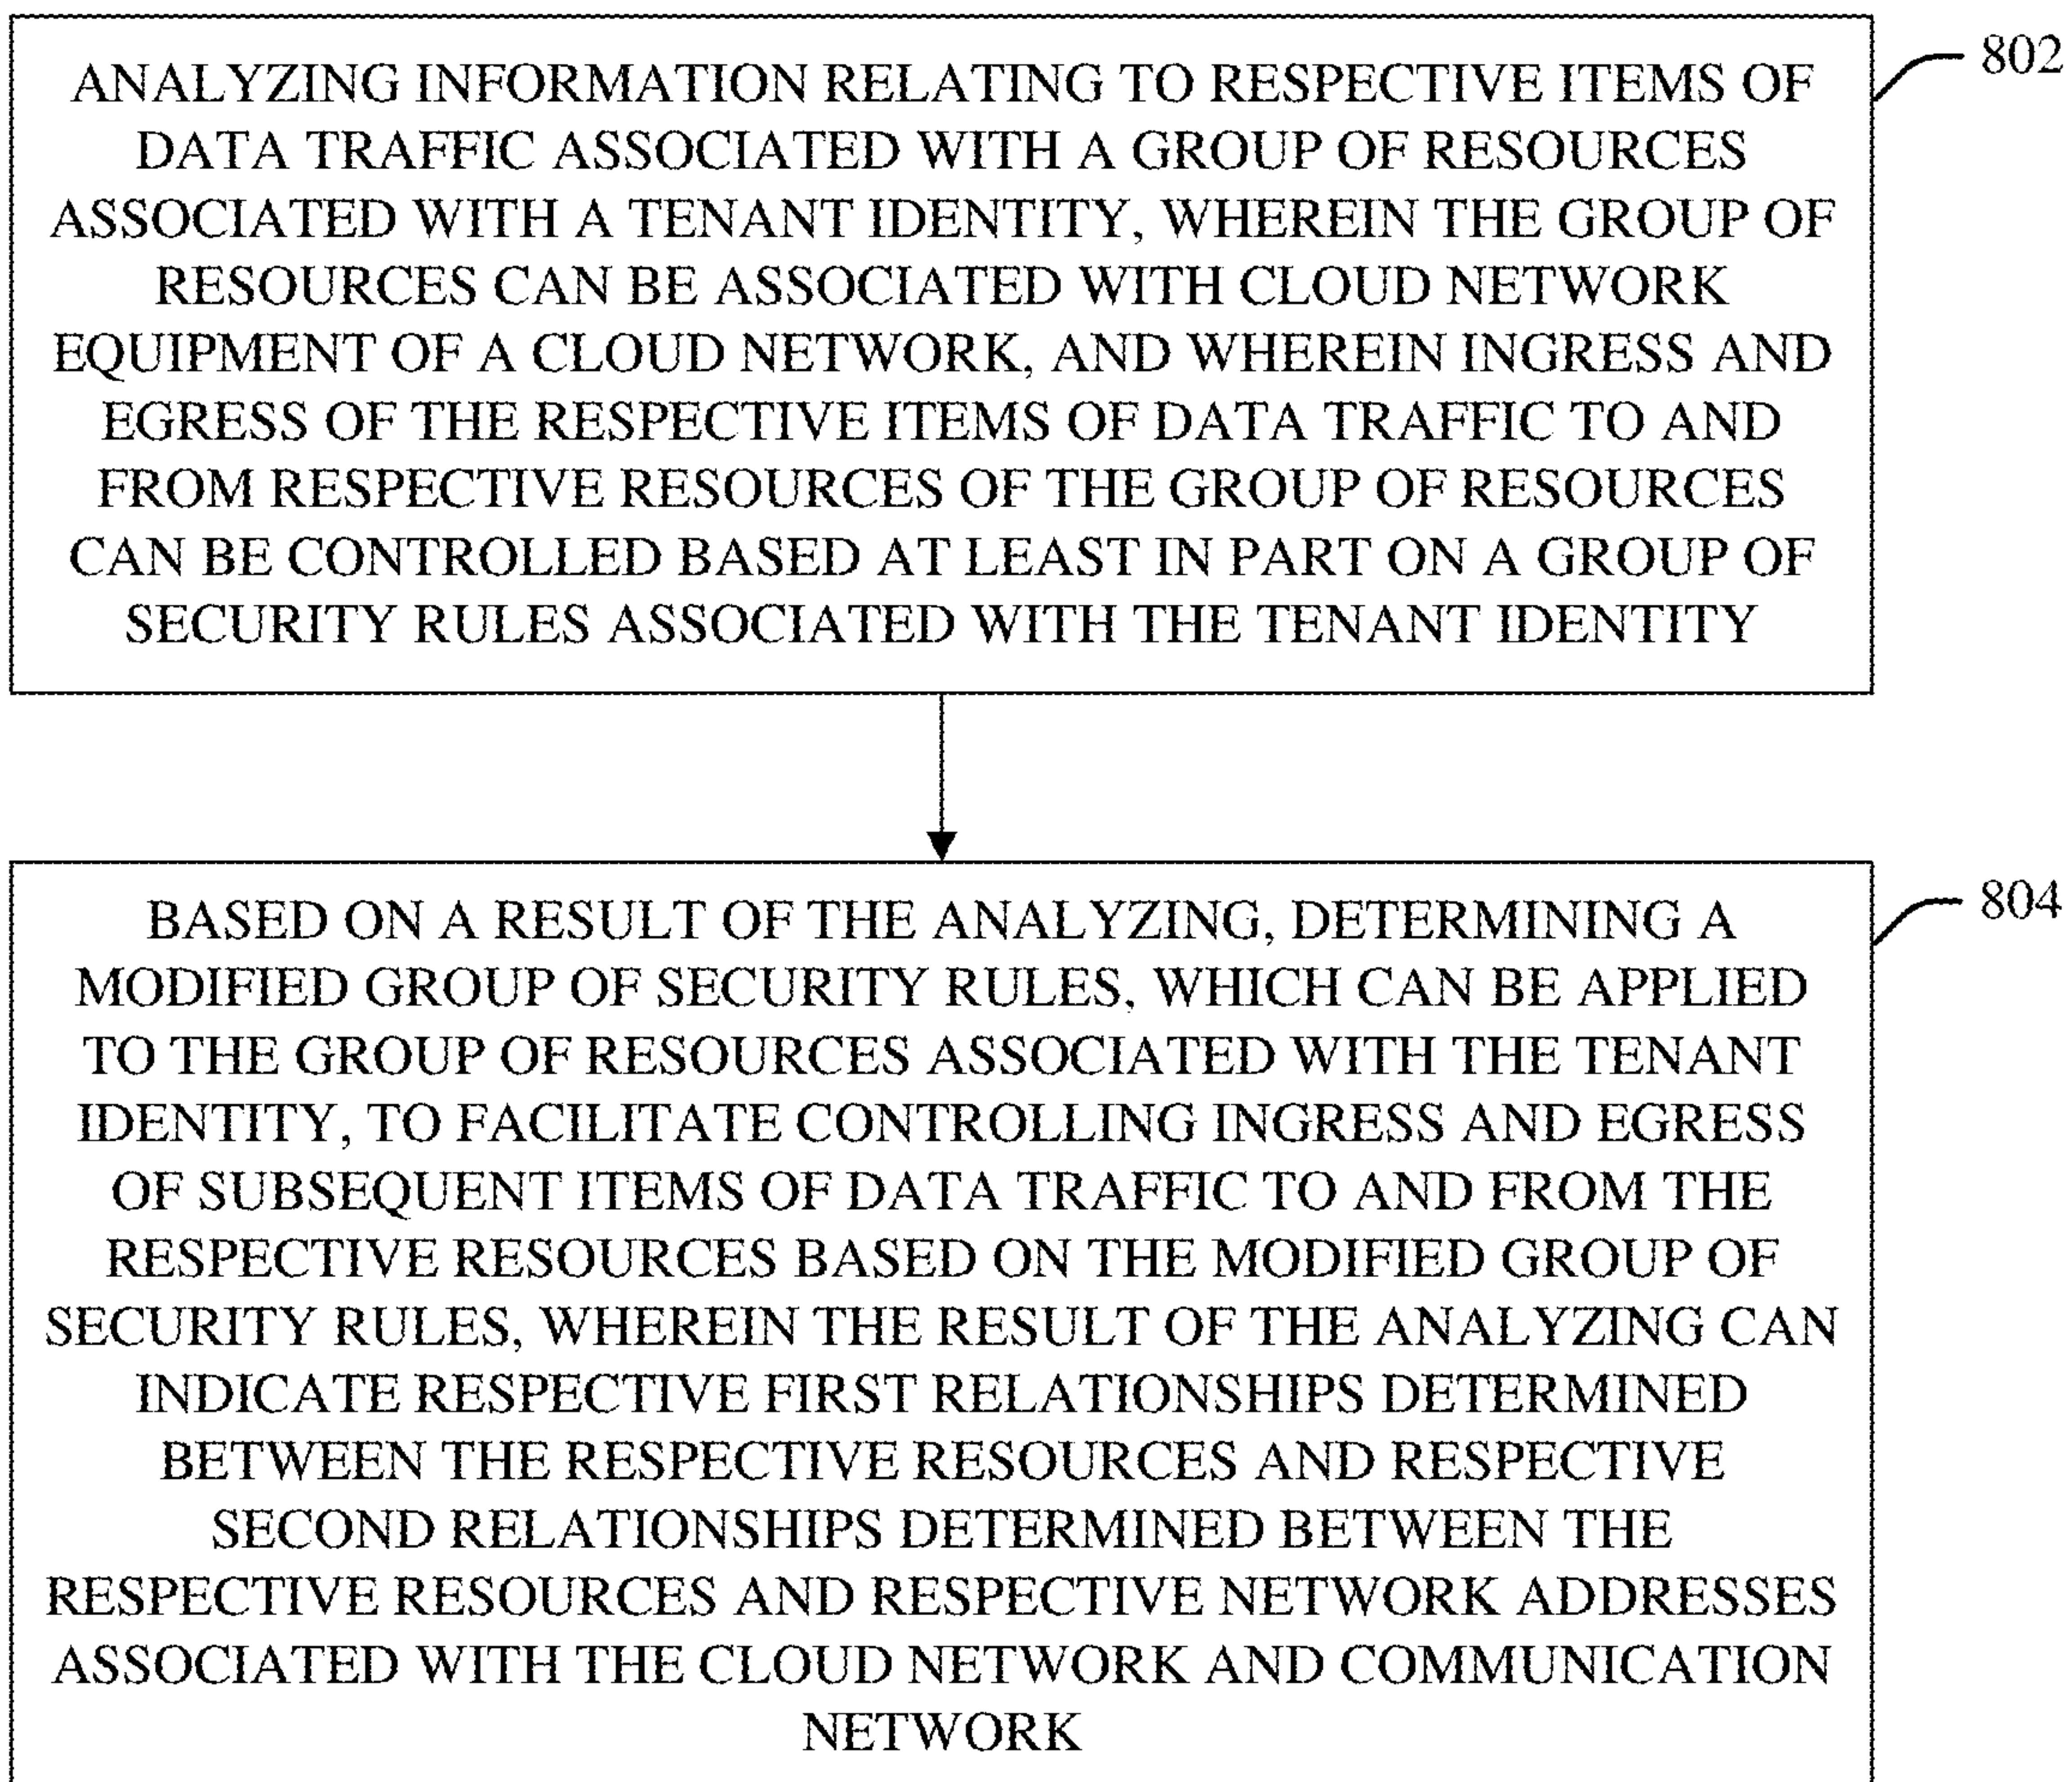 802
ANALYZING INFORMATION RELATING TO RESPECTIVE ITEMS OF
DATA TRAFFIC ASSOCIATED WITH A GROUP OF RESOURCES
ASSOCIATED WITH A TENANT IDENTITY, WHEREIN THE GROUP OF
RESOURCES CAN BE ASSOCIATED WITH CLOUD NETWORK
EQUIPMENT OF A CLOUD NETWORK, AND WHEREIN INGRESS AND
EGRESS OF THE RESPECTIVE ITEMS OF DATA TRAFFIC TO AND
FROM RESPECTIVE RESOURCES OF THE GROUP OF RESOURCES
CAN BE CONTROLLED BASED AT LEAST IN PART ON A GROUP OF
SECURITY RULES ASSOCIATED WITH THE TENANT IDENTITY
804
BASED ON A RESULT OF THE ANALYZING, DETERMINING A
MODIFIED GROUP OF SECURITY RULES, WHICH CAN BE APPLIED
TO THE GROUP OF RESOURCES ASSOCIATED WITH THE TENANT
IDENTITY, TO FACILITATE CONTROLLING INGRESS AND EGRESS
OF SUBSEQUENT ITEMS OF DATA TRAFFIC TO AND FROM THE
RESPECTIVE RESOURCES BASED ON THE MODIFIED GROUP OF
SECURITY RULES, WHEREIN THE RESULT OF THE ANALYZING CAN
INDICATE RESPECTIVE FIRST RELATIONSHIPS DETERMINED
BETWEEN THE RESPECTIVE RESOURCES AND RESPECTIVE
SECOND RELATIONSHIPS DETERMINED BETWEEN THE
RESPECTIVE RESOURCES AND RESPECTIVE NETWORK ADDRESSES
ASSOCIATED WITH THE CLOUD NETWORK AND COMMUNICATION
NETWORK